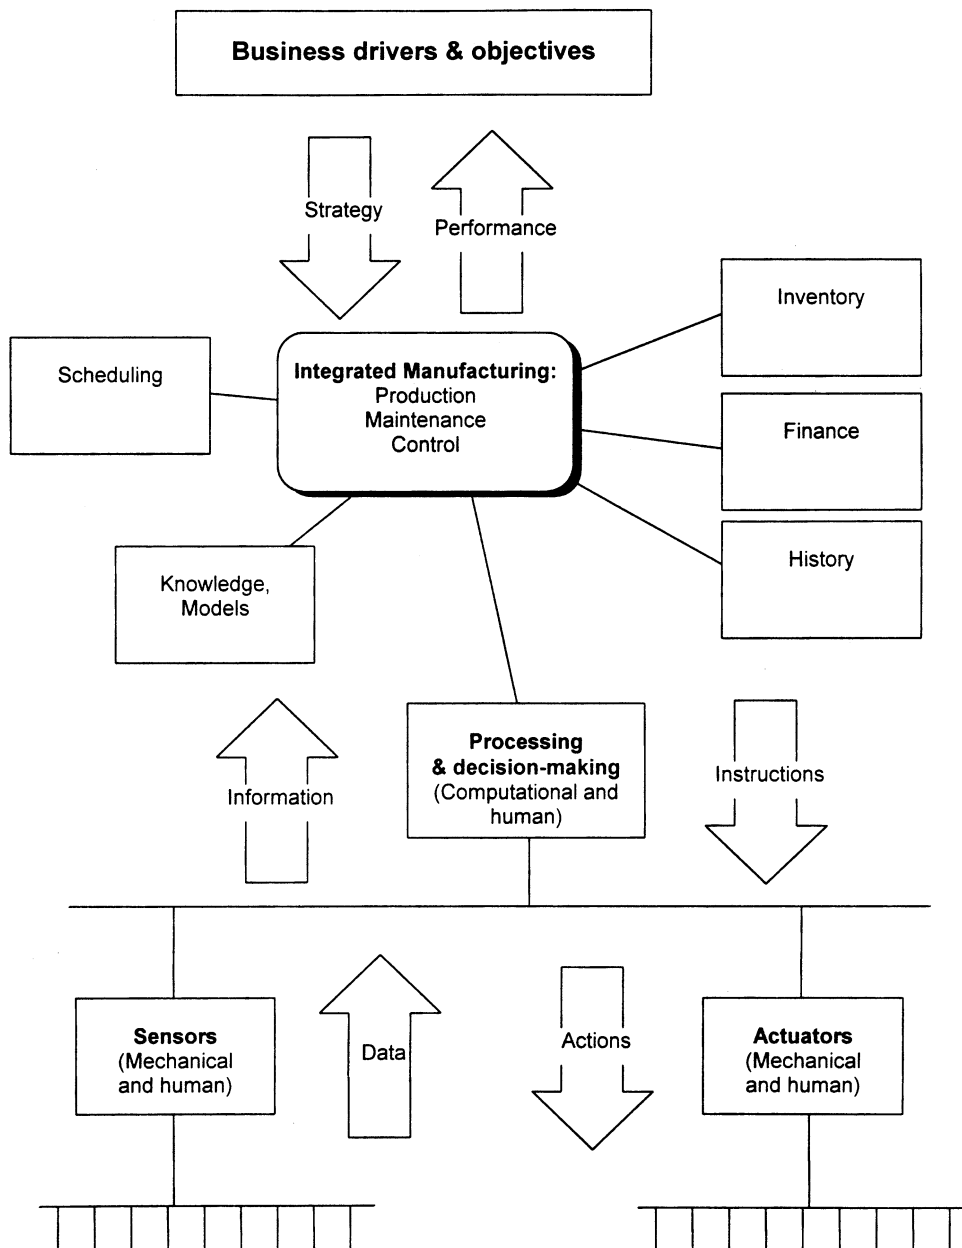 Business drivers & objectives
Strategy
Performance
Inventory
Scheduling
Integrated Manufacturing:
Production
Maintenance
Control
Finance
History
Knowledge,
Models
Processing
& decision-making
(Computational and
human)
Information
Instructions
Sensors
(Mechanical
and human)
Data
Actions
Actuators
(Mechanical
and human)